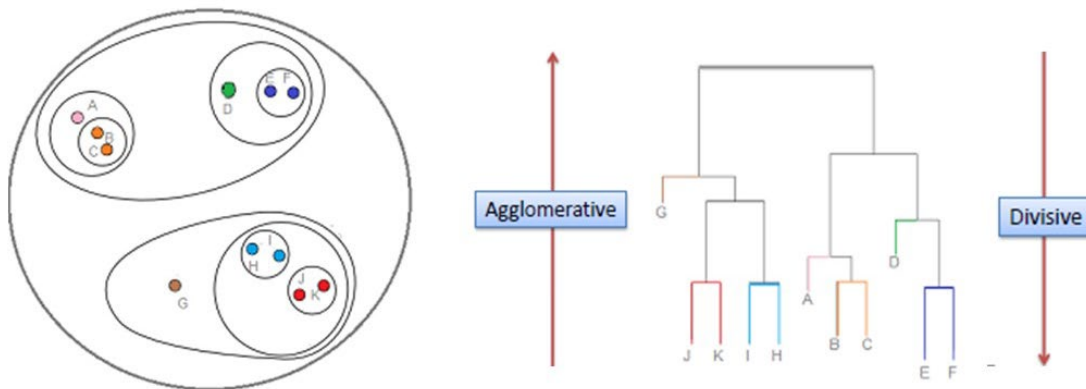 A
B
C
D
E F
I
H
J
K
G
Agglomerative
G
J K I H
A
B C
D
E F
Divisive